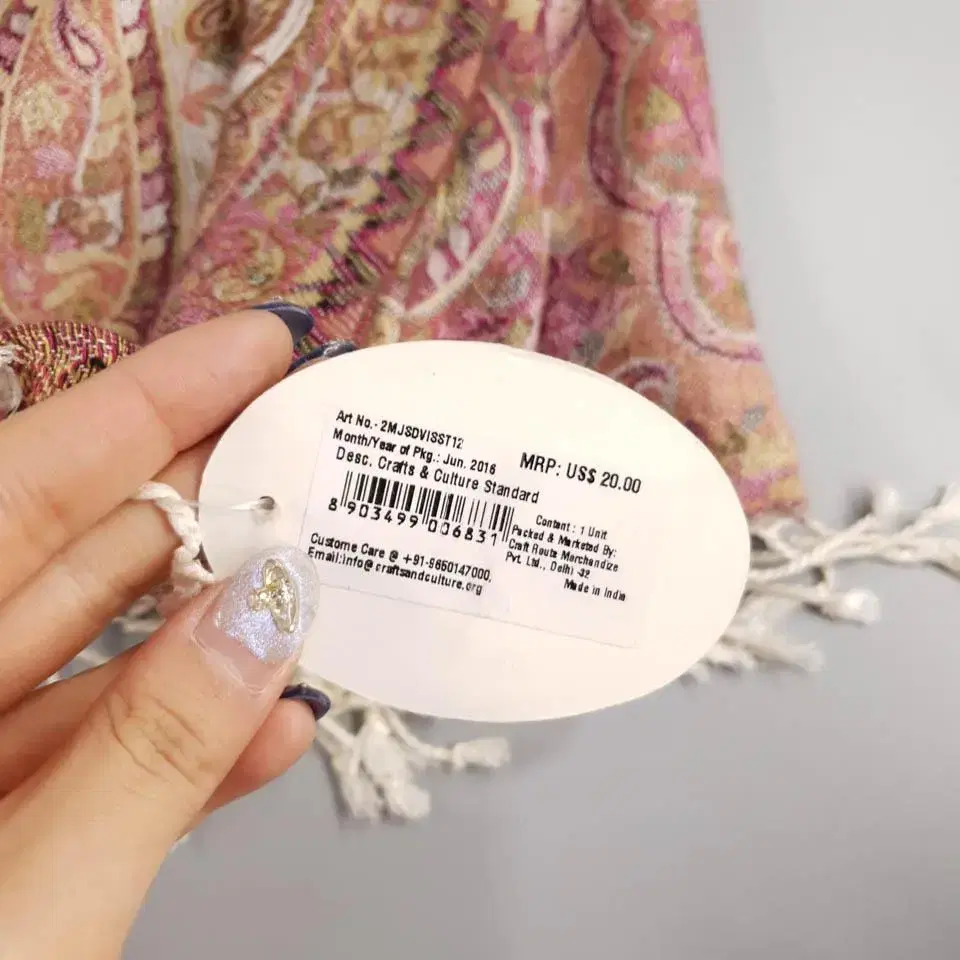 Art No.- 2MJSDVISST12
Month/Year of Pkg.: Jun. 2016
MRP: US$ 20.00
Desc. Crafts & Culture Standard
8 903499 006831
Content : 1 Unit
Packed & Marketed By:
Craft Routz Merchandize
Pvt. Ltd., Delhi -32
Made in India
Custome Care @ +91-9650147000,
Email:info@craftsandculture.org